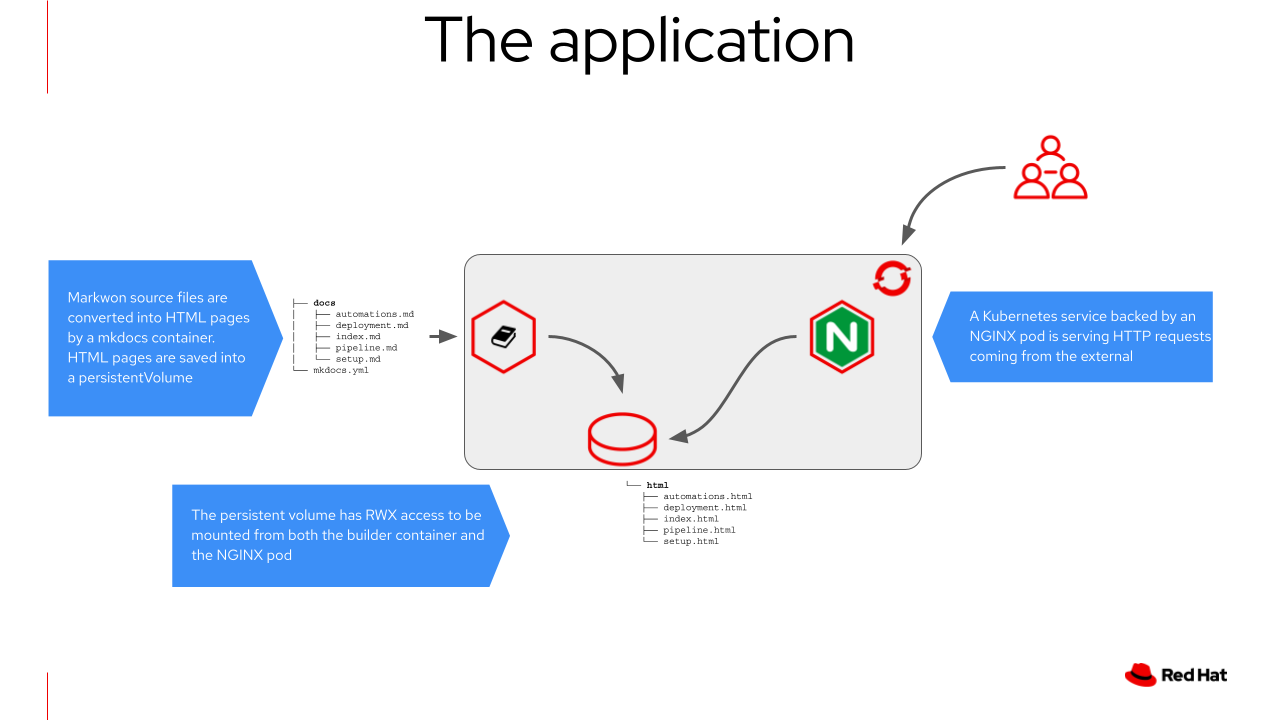 The application
Markwon source files are
converted into HTML pages
by a mkdocs container.
HTML pages are saved into
a persistentVolume
├── docs
│   ├── automations.md
│   ├── deployment.md
│   ├── index.md
│   ├── pipeline.md
│   └── setup.md
└── mkdocs.yml
N
A Kubernetes service backed by an
NGINX pod is serving HTTP requests
coming from the external
The persistent volume has RWX access to be
mounted from both the builder container and
the NGINX pod
└── html
├── automations.html
├── deployment.html
├── index.html
├── pipeline.html
└── setup.html
Red Hat